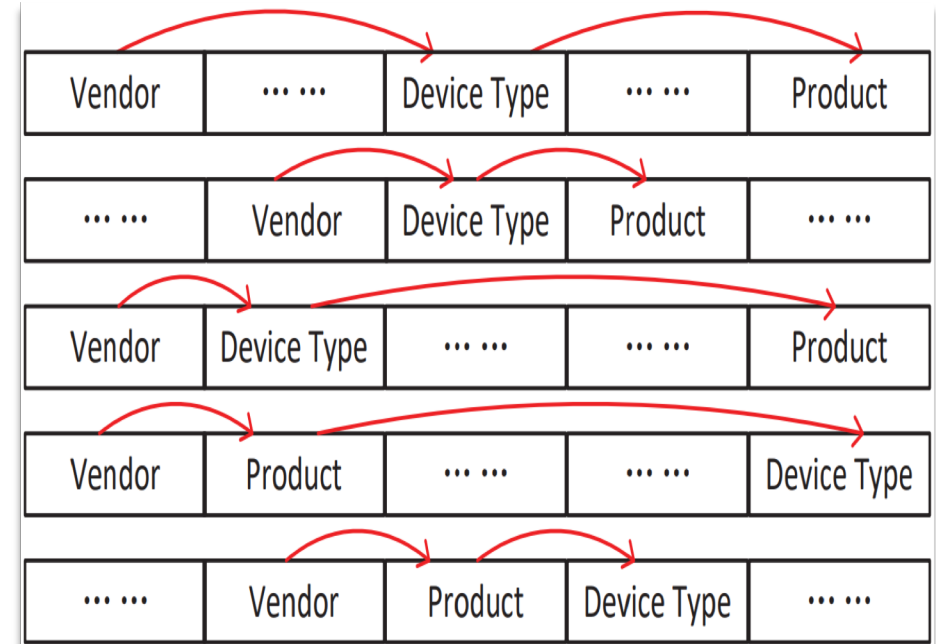 Vendor ... ... Device Type ... ... Product
... ... Vendor Device Type Product ... ...
Vendor Device Type ... ... ... ... Product
Vendor Product ... ... ... ... Device Type
... ... Vendor Product Device Type ... ...